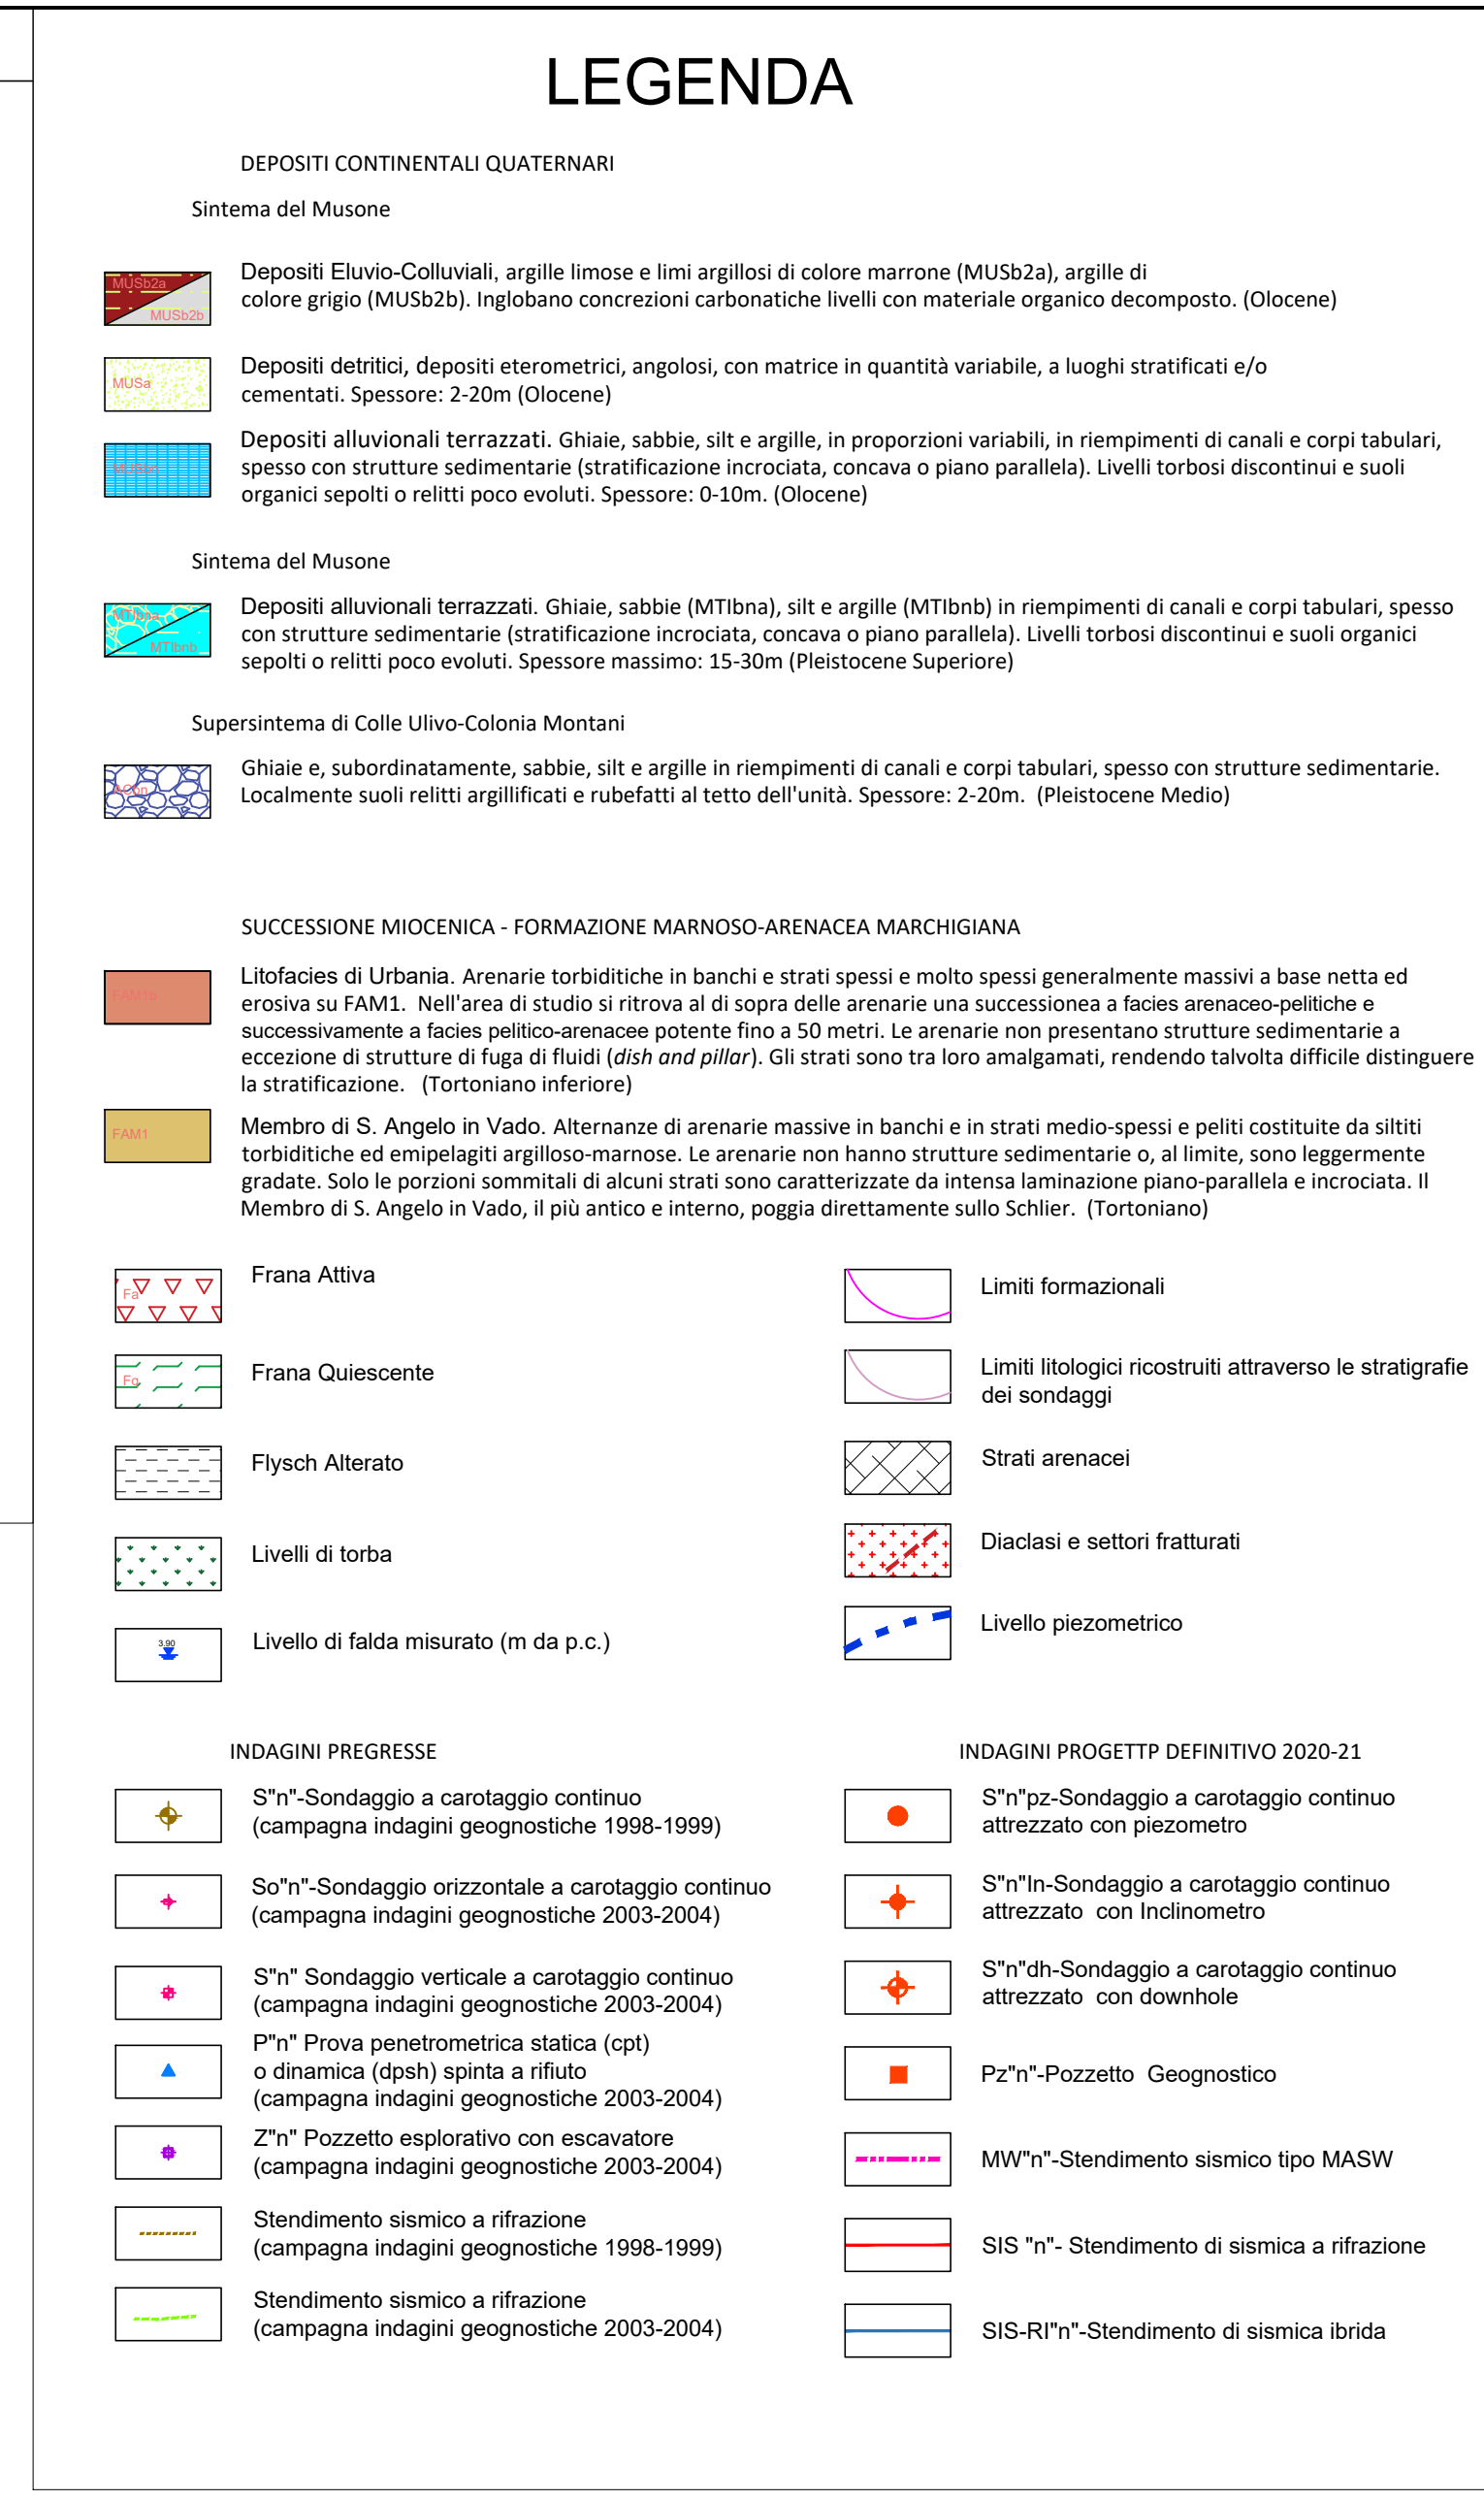 LEGENDA
DEPOSITI CONTINENTALI QUATERNARI
Sintema del Musone
MUSb2a
MUSb2b
Depositi Eluvio-Colluviali, argille limose e limi argillosi di colore marrone (MUSb2a), argille di
colore grigio (MUSb2b). Inglobano concrezioni carbonatiche livelli con materiale organico decomposto. (Olocene)
MUSa
Depositi detritici, depositi eterometrici, angolosi, con matrice in quantità variabile, a luoghi stratificati e/o
cementati. Spessore: 2-20m (Olocene)
MUSbn
Depositi alluvionali terrazzati. Ghiaie, sabbie, silt e argille, in proporzioni variabili, in riempimenti di canali e corpi tabulari,
spesso con strutture sedimentarie (stratificazione incrociata, concava o piano parallela). Livelli torbosi discontinui e suoli
organici sepolti o relitti poco evoluti. Spessore: 0-10m. (Olocene)
Sintema del Musone
MTIbna
MTIbnb
Depositi alluvionali terrazzati. Ghiaie, sabbie (MTIbna), silt e argille (MTIbnb) in riempimenti di canali e corpi tabulari, spesso
con strutture sedimentarie (stratificazione incrociata, concava o piano parallela). Livelli torbosi discontinui e suoli organici
sepolti o relitti poco evoluti. Spessore massimo: 15-30m (Pleistocene Superiore)
Supersintema di Colle Ulivo-Colonia Montani
ACbn
Ghiaie e, subordinatamente, sabbie, silt e argille in riempimenti di canali e corpi tabulari, spesso con strutture sedimentarie.
Localmente suoli relitti argillificati e rubefatti al tetto dell'unità. Spessore: 2-20m. (Pleistocene Medio)
SUCCESSIONE MIOCENICA - FORMAZIONE MARNOSO-ARENACEA MARCHIGIANA
FAM1b
Litofacies di Urbania. Arenarie torbiditiche in banchi e strati spessi e molto spessi generalmente massivi a base netta ed
erosiva su FAM1. Nell'area di studio si ritrova al di sopra delle arenarie una successionea a facies arenaceo-pelitiche e
successivamente a facies pelitico-arenacee potente fino a 50 metri. Le arenarie non presentano strutture sedimentarie a
eccezione di strutture di fuga di fluidi (dish and pillar). Gli strati sono tra loro amalgamati, rendendo talvolta difficile distinguere
la stratificazione. (Tortoniano inferiore)
FAM1
Membro di S. Angelo in Vado. Alternanze di arenarie massive in banchi e in strati medio-spessi e peliti costituite da siltiti
torbiditiche ed emipelagiti argilloso-marnose. Le arenarie non hanno strutture sedimentarie o, al limite, sono leggermente
gradate. Solo le porzioni sommitali di alcuni strati sono caratterizzate da intensa laminazione piano-parallela e incrociata. Il
Membro di S. Angelo in Vado, il più antico e interno, poggia direttamente sullo Schlier. (Tortoniano)
Fa
Frana Attiva
Fq
Frana Quiescente
Flysch Alterato
Livelli di torba
3.90
Livello di falda misurato (m da p.c.)
Limiti formazionali
Limiti litologici ricostruiti attraverso le stratigrafie
dei sondaggi
Strati arenacei
Diaclasi e settori fratturati
Livello piezometrico
INDAGINI PREGRESSE
S"n"-Sondaggio a carotaggio continuo
(campagna indagini geognostiche 1998-1999)
So"n"-Sondaggio orizzontale a carotaggio continuo
(campagna indagini geognostiche 2003-2004)
S"n" Sondaggio verticale a carotaggio continuo
(campagna indagini geognostiche 2003-2004)
P"n" Prova penetrometrica statica (cpt)
o dinamica (dpsh) spinta a rifiuto
(campagna indagini geognostiche 2003-2004)
Z"n" Pozzetto esplorativo con escavatore
(campagna indagini geognostiche 2003-2004)
Stendimento sismico a rifrazione
(campagna indagini geognostiche 1998-1999)
Stendimento sismico a rifrazione
(campagna indagini geognostiche 2003-2004)
INDAGINI PROGETTP DEFINITIVO 2020-21
S"n"pz-Sondaggio a carotaggio continuo
attrezzato con piezometro
S"n"In-Sondaggio a carotaggio continuo
attrezzato con Inclinometro
S"n"dh-Sondaggio a carotaggio continuo
attrezzato con downhole
Pz"n"-Pozzetto Geognostico
MW"n"-Stendimento sismico tipo MASW
SIS "n"- Stendimento di sismica a rifrazione
SIS-RI"n"-Stendimento di sismica ibrida